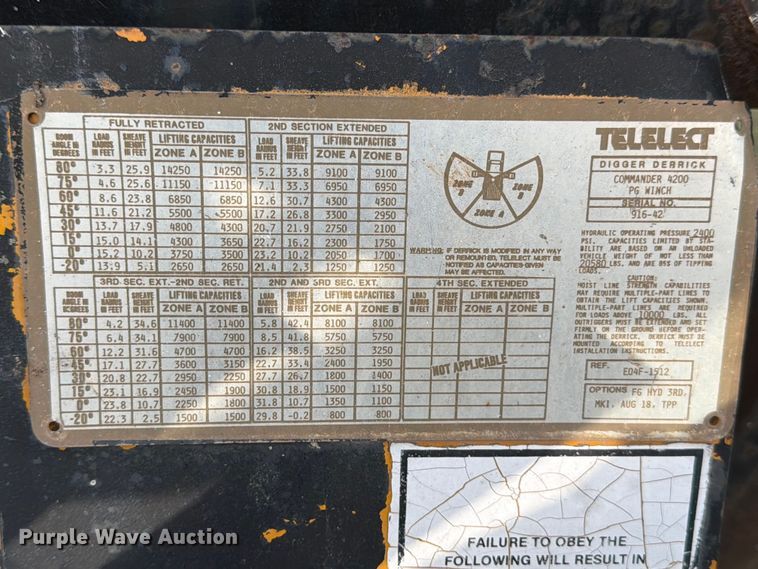 FULLY RETRACTED 2ND SECTION EXTENDED
BOOM ANGLE IN DEGREES LOAD RADIUS IN FEET SHEAVE HEIGHT IN FEET LIFTING CAPACITIES ZONE A ZONE B LOAD RADIUS IN FEET SHEAVE HEIGHT IN FEET LIFTING CAPACITIES ZONE A ZONE B
80° 3.3 25.9 14250 14250 5.2 33.8 9100 9100
75° 4.6 25.6 11150 11150 7.1 33.3 6950 6950
60° 8.6 23.8 6850 6850 12.6 30.7 4300 4300
45° 11.6 21.2 5500 5500 17.2 26.8 3300 2950
30° 13.7 17.9 4800 4300 20.7 21.9 2750 2100
15° 15.0 14.1 4300 3650 22.7 16.2 2300 1750
0° 15.2 10.2 3750 3500 23.2 10.2 2050 1700
-20° 13.9 5.1 2650 2650 21.4 2.3 1250 1250
3RD SEC. EXT.-2ND SEC. RET. 2ND AND 3RD SEC. EXT. 4TH SEC. EXTENDED
BOOM ANGLE IN DEGREES LOAD RADIUS IN FEET SHEAVE HEIGHT IN FEET LIFTING CAPACITIES ZONE A ZONE B LOAD RADIUS IN FEET SHEAVE HEIGHT IN FEET LIFTING CAPACITIES ZONE A ZONE B LOAD RADIUS IN FEET SHEAVE HEIGHT IN FEET LIFTING CAPACITIES ZONE A ZONE B
80° 4.2 34.6 11400 11400 5.8 42.4 8100 8100
75° 6.4 34.1 7900 7900 8.5 41.8 5750 5750
60° 12.2 31.6 4700 4700 16.2 38.5 3250 3250
45° 17.1 27.7 3600 3150 22.7 33.4 2400 1950
30° 20.8 22.7 2950 2250 27.7 26.7 1800 1400
15° 23.1 16.9 2450 1900 30.8 18.9 1500 1150
0° 23.8 10.7 2250 1800 31.8 10.7 1350 1100
-20° 22.3 2.5 1500 1500 29.8 -0.2 800 800
NOT APPLICABLE
ZONE B
ZONE B
ZONE A
WARNING: IF DERRICK IS MODIFIED IN ANY WAY
OR REMOUNTED, TELELECT MUST BE
NOTIFIED AS CAPACITIES GIVEN
MAY BE AFFECTED.
TELELECT
DIGGER DERRICK
COMMANDER 4200
PG WINCH
SERIAL NO.
916-42
HYDRAULIC OPERATING PRESSURE 2400
PSI. CAPACITIES LIMITED BY STA-
BILITY ARE BASED ON AN UNLOADED
VEHICLE WEIGHT OF NOT LESS THAN
20580 LBS. AND ARE 85% OF TIPPING
LOADS.
CAUTION:
HOIST LINE STRENGTH CAPABILITIES
MAY REQUIRE MULTIPLE-PART LINES TO
OBTAIN THE LIFT CAPACITIES SHOWN.
MULTIPLE-PART LINES ARE REQUIRED
FOR LOADS ABOVE 10000 LBS. ALL
OUTRIGGERS MUST BE EXTENDED AND SET
FIRMLY ON THE GROUND BEFORE OPER-
ATING THE DERRICK. DERRICK MUST BE
INSTALLED ACCORDING TO TELELECT
INSTALLATION INSTRUCTIONS.
REF. E04F-1512
OPTIONS FG HYD 3RD,
MKI, AUG 18, TPP
FAILURE TO OBEY THE
FOLLOWING WILL RESULT IN
Purple Wave Auction